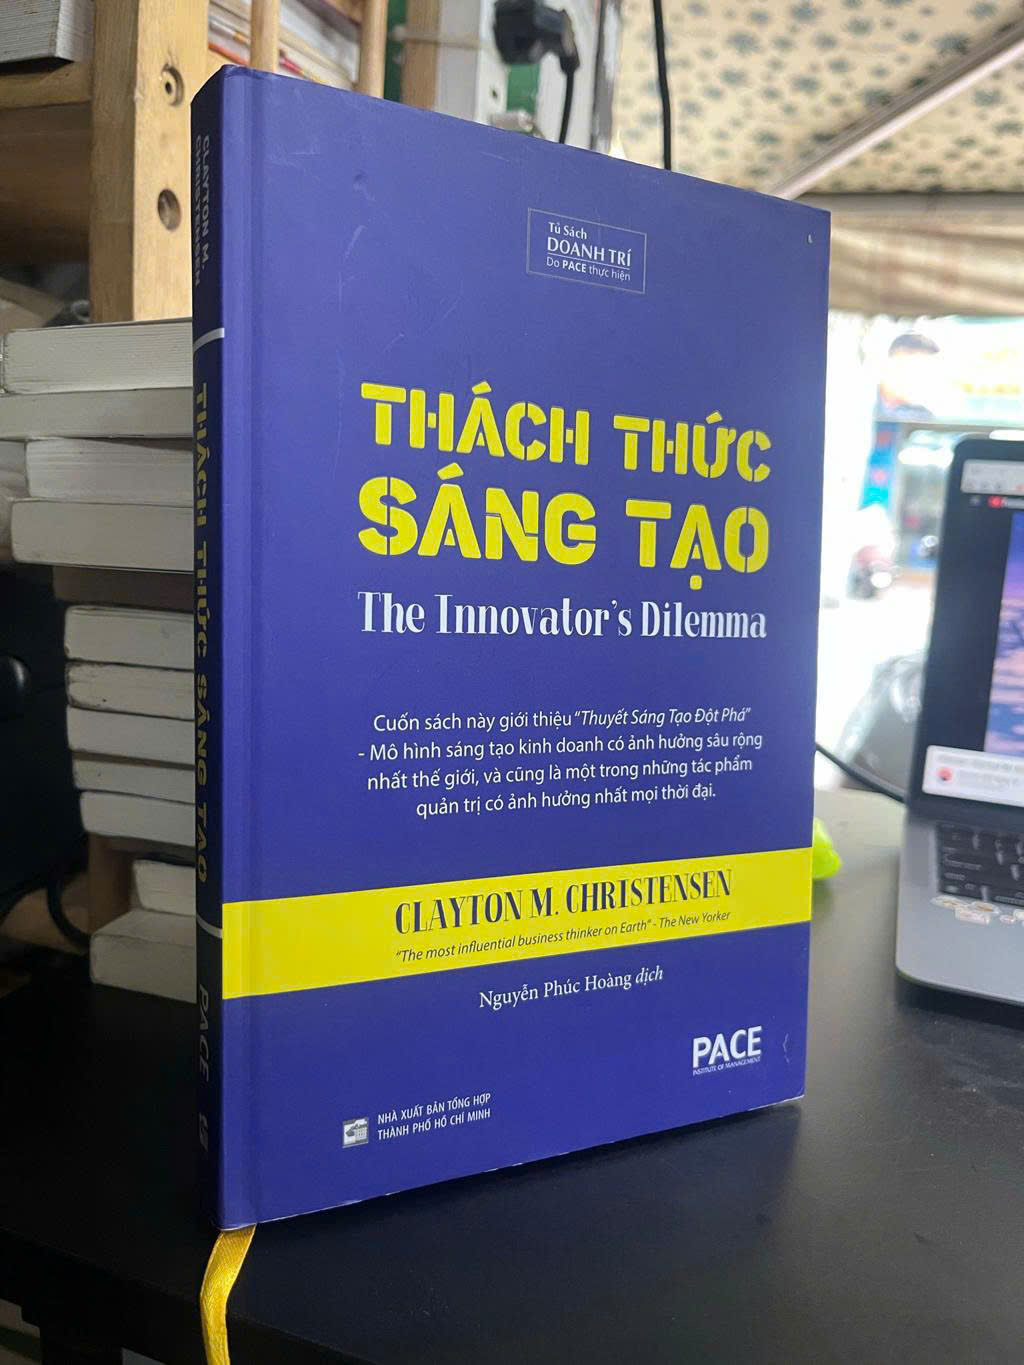 Tủ Sách
DOANH TRÍ
Do PACE thực hiện
THÁCH THỨC
SÁNG TẠO
The Innovator's Dilemma
Cuốn sách này giới thiệu "Thuyết Sáng Tạo Đột Phá"
- Mô hình sáng tạo kinh doanh có ảnh hưởng sâu rộng
nhất thế giới, và cũng là một trong những tác phẩm
quản trị có ảnh hưởng nhất mọi thời đại.
CLAYTON M. CHRISTENSEN
"The most influential business thinker on Earth" - The New Yorker
Nguyễn Phúc Hoàng dịch
PACE
INSTITUTE OF MANAGEMENT
NHÀ XUẤT BẢN TỔNG HỢP
THÀNH PHỐ HỒ CHÍ MINH
CLAYTON M.
CHRISTENSEN
THÁCH THỨC SÁNG TẠO
PACE